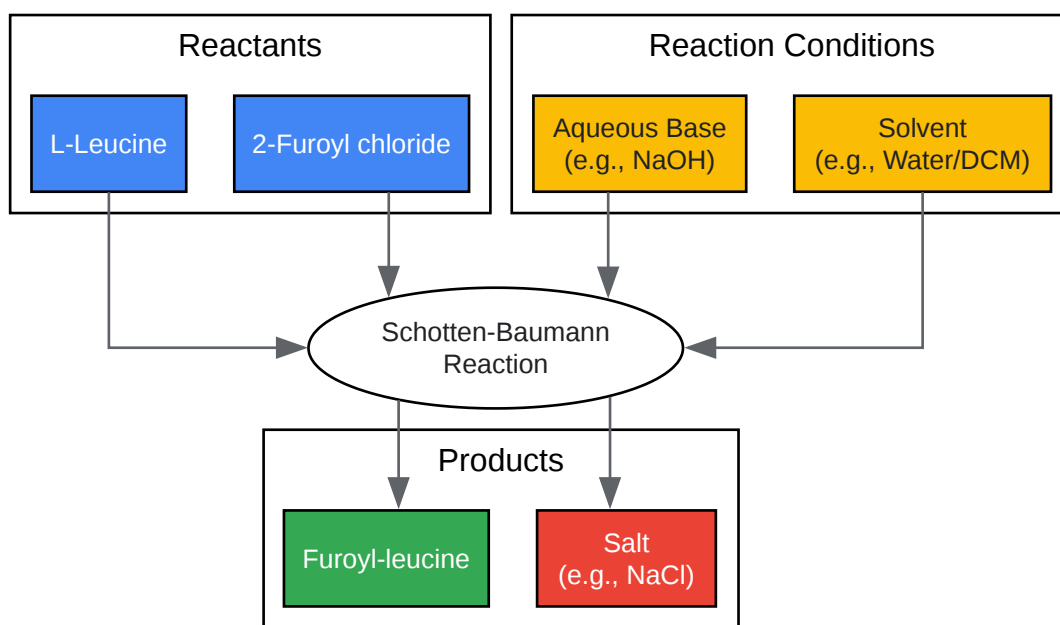 Reactants
Reaction Conditions
L-Leucine
2-Furoyl chloride
Aqueous Base
(e.g., NaOH)
Solvent
(e.g., Water/DCM)
Schotten-Baumann
Reaction
Products
Furoyl-leucine
Salt
(e.g., NaCl)